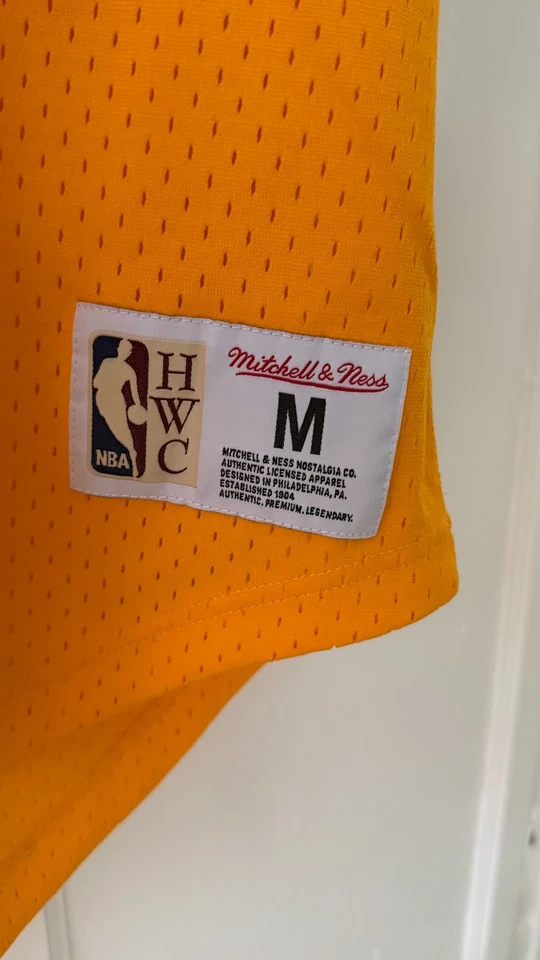 NBA
H
W
C
Mitchell & Ness
M
MITCHELL & NESS NOSTALGIA CO.
AUTHENTIC LICENSED APPAREL
DESIGNED IN PHILADELPHIA, PA.
ESTABLISHED 1904
AUTHENTIC. PREMIUM. LEGENDARY.